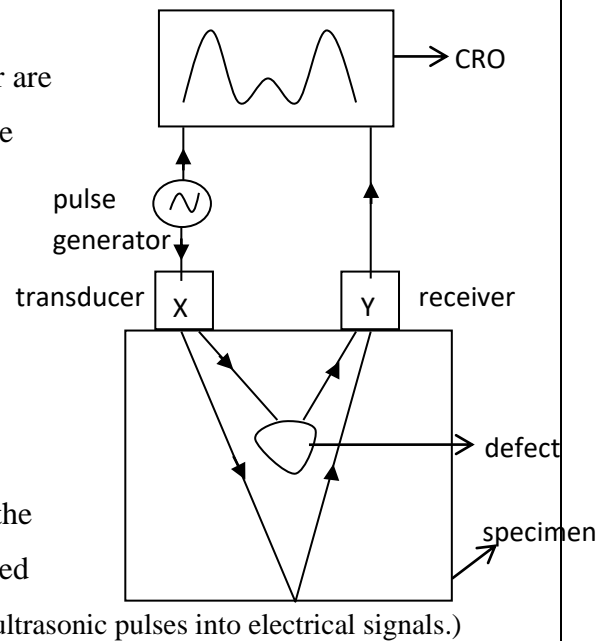 r are
CRO
e
pulse
generator
transducer
X
Y
receiver
defect
the
specimen
ed
ultrasonic pulses into electrical signals.)